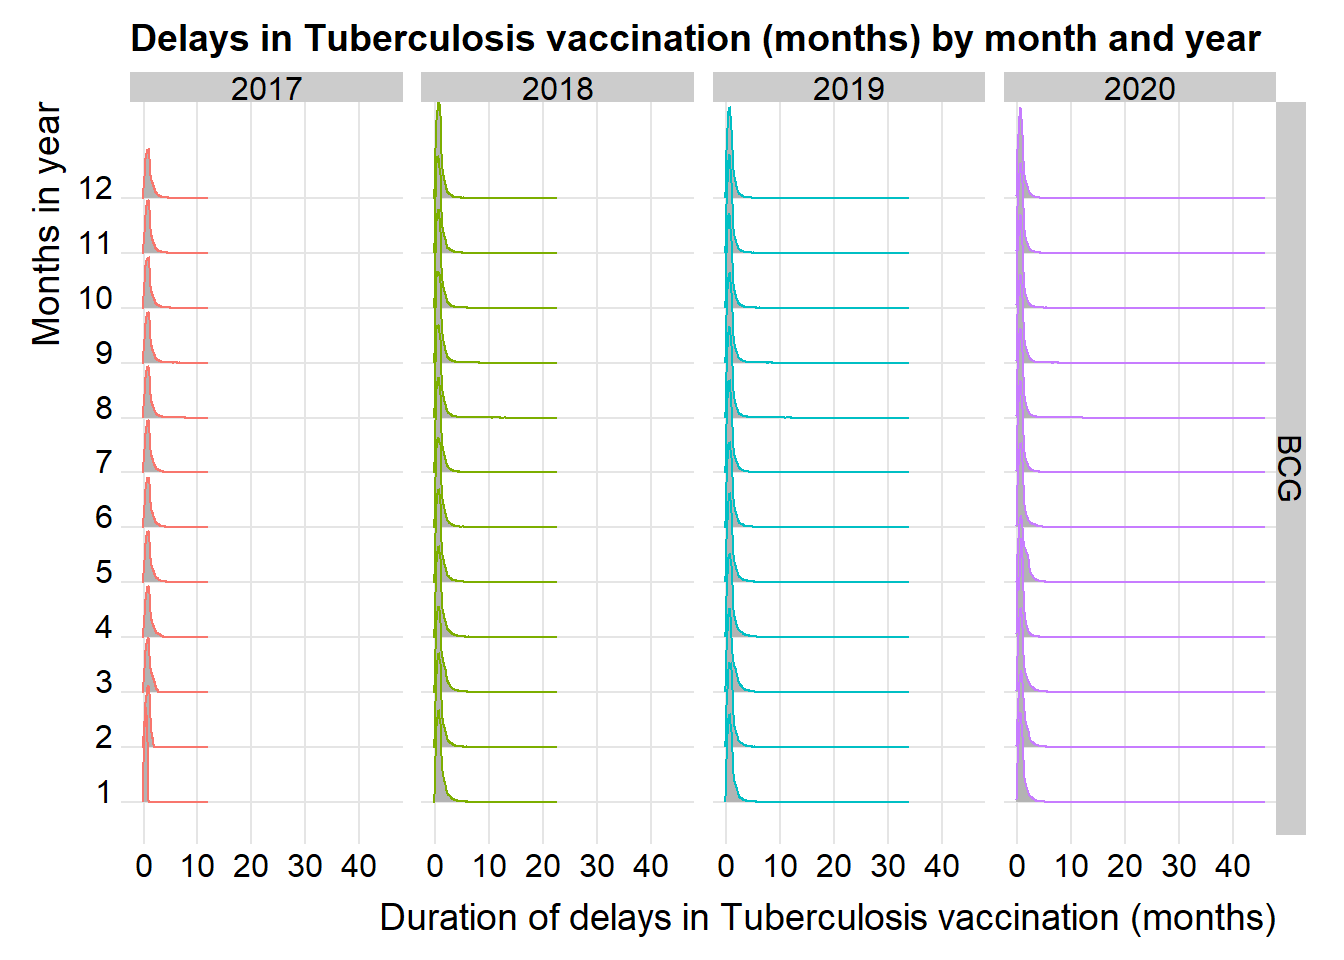 Delays in Tuberculosis vaccination (months) by month and year
2017 2018 2019 2020
Months in year
12
11
10
9
8
7
6
5
4
3
2
1
BCG
0 10 20 30 40 0 10 20 30 40 0 10 20 30 40 0 10 20 30 40
Duration of delays in Tuberculosis vaccination (months)